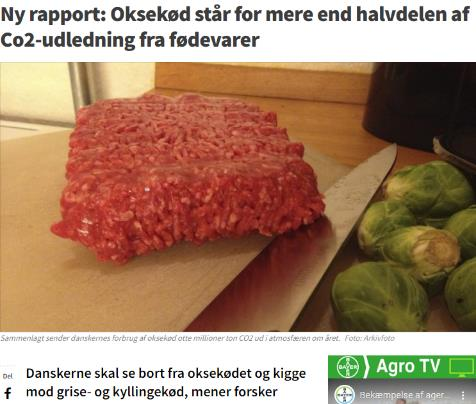 Ny rapport: Oksekød står for mere end halvdelen af
Co2-udledning fra fødevarer
Sammenlagt sender danskernes forbrug af oksekød otte millioner ton CO2 ud i atmosfæren om året. Foto: Arkivfoto
Del
f
Danskerne skal se bort fra oksekødet og kigge
mod grise- og kyllingekød, mener forsker
BAYER
Agro TV
BAYER
Bekæmpelse af ager...